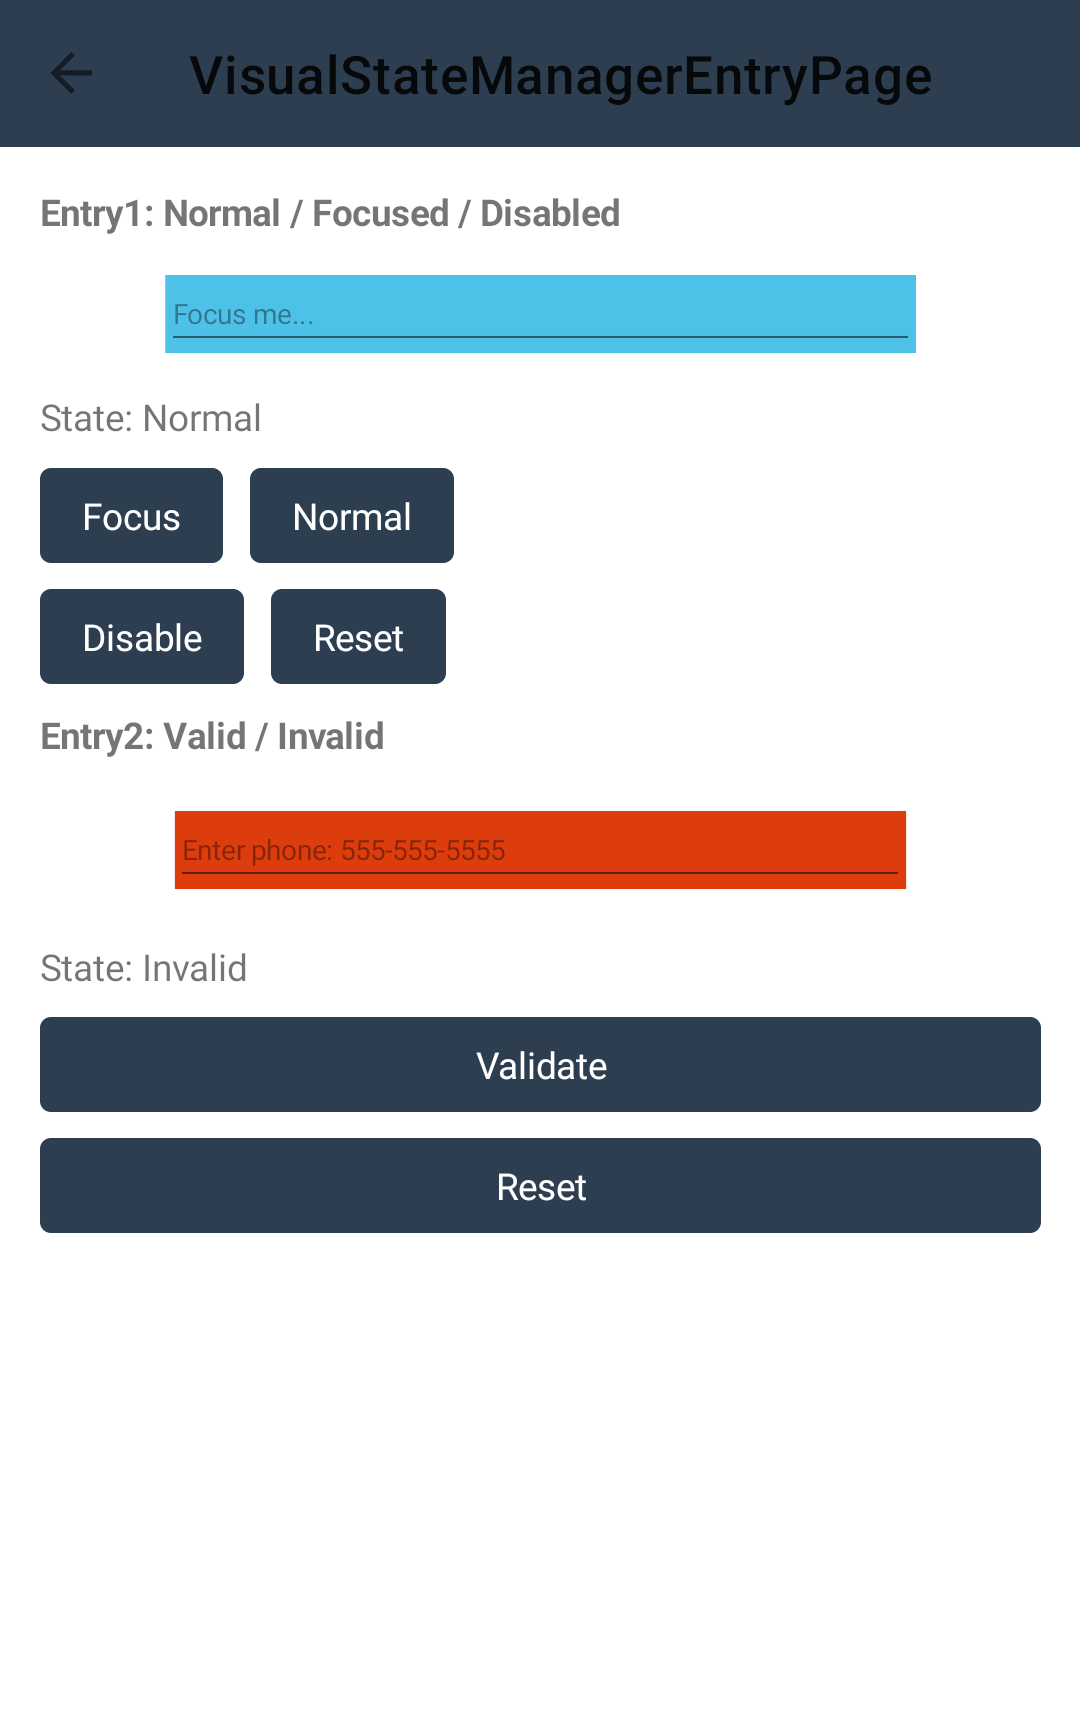 VisualStateManagerEntryPage
Entry1: Normal / Focused / Disabled
Focus me...
State: Normal
Focus Normal
Disable Reset
Entry2: Valid / Invalid
Enter phone: 555-555-5555
State: Invalid
Validate
Reset